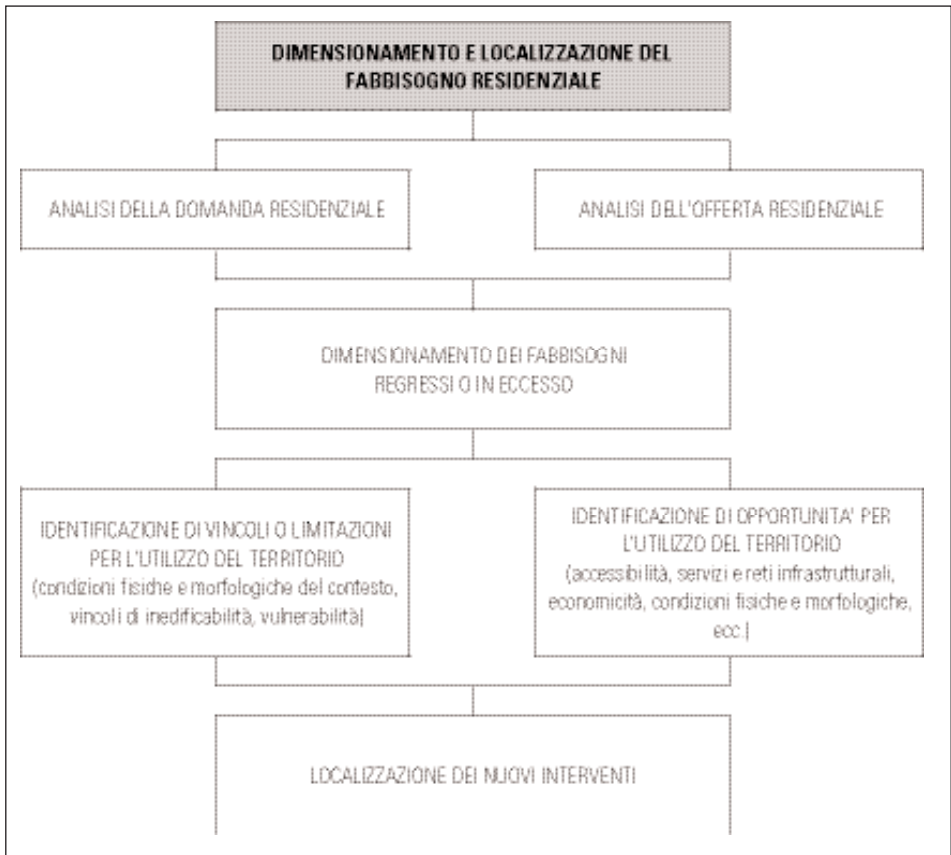 DIMENSIONAMENTO E LOCALIZZAZIONE DEL
FABBISOGNO RESIDENZIALE
ANALISI DELLA DOMANDA RESIDENZIALE
ANALISI DELL'OFFERTA RESIDENZIALE
DIMENSIONAMENTO DEI FABBISOGNI
REGRESSI O IN ECCESSO
IDENTIFICAZIONE DI VINCOLI O LIMITAZIONI
PER L'UTILIZZO DEL TERRITORIO
(condizioni fisiche e morfologiche del contesto,
vincoli di inedificabilità, vulnerabilità)
IDENTIFICAZIONE DI OPPORTUNITA' PER
L'UTILIZZO DEL TERRITORIO
(accessibilità, servizi e reti infrastrutturali,
economicità, condizioni fisiche e morfologiche,
ecc.)
LOCALIZZAZIONE DEI NUOVI INTERVENTI